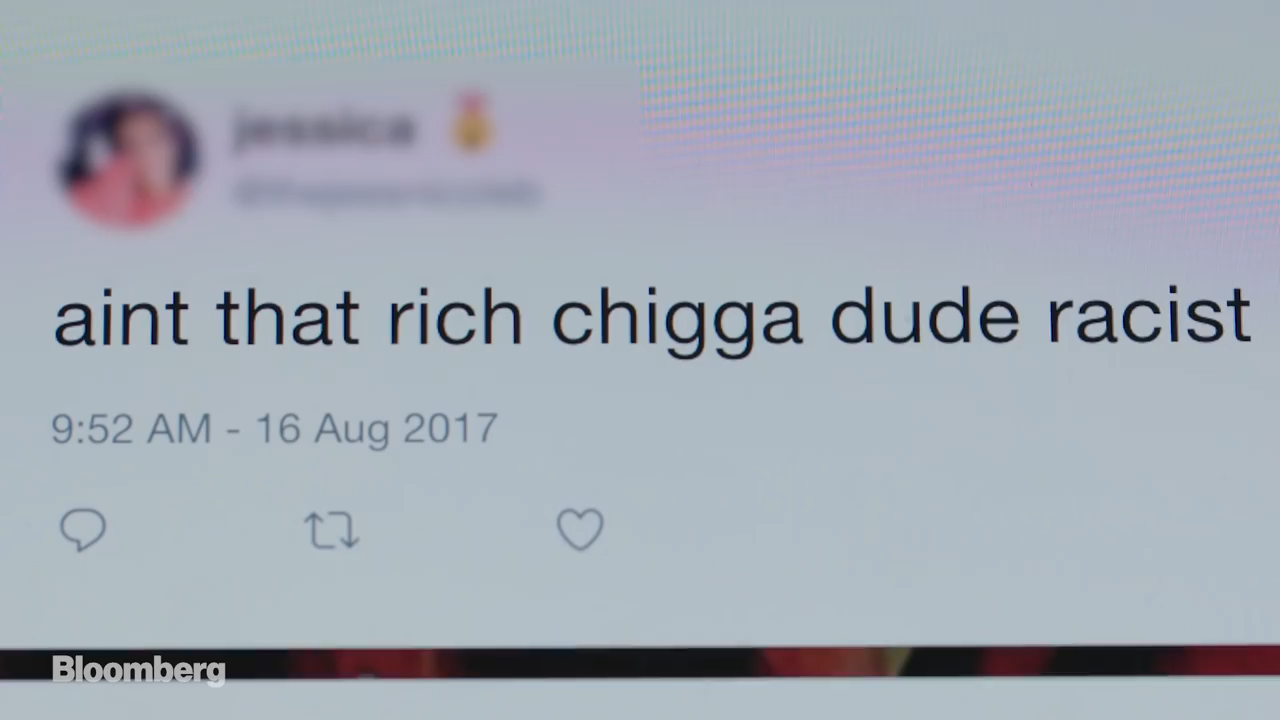 jessica
aint that rich chigga dude racist
9:52 AM - 16 Aug 2017
Bloomberg